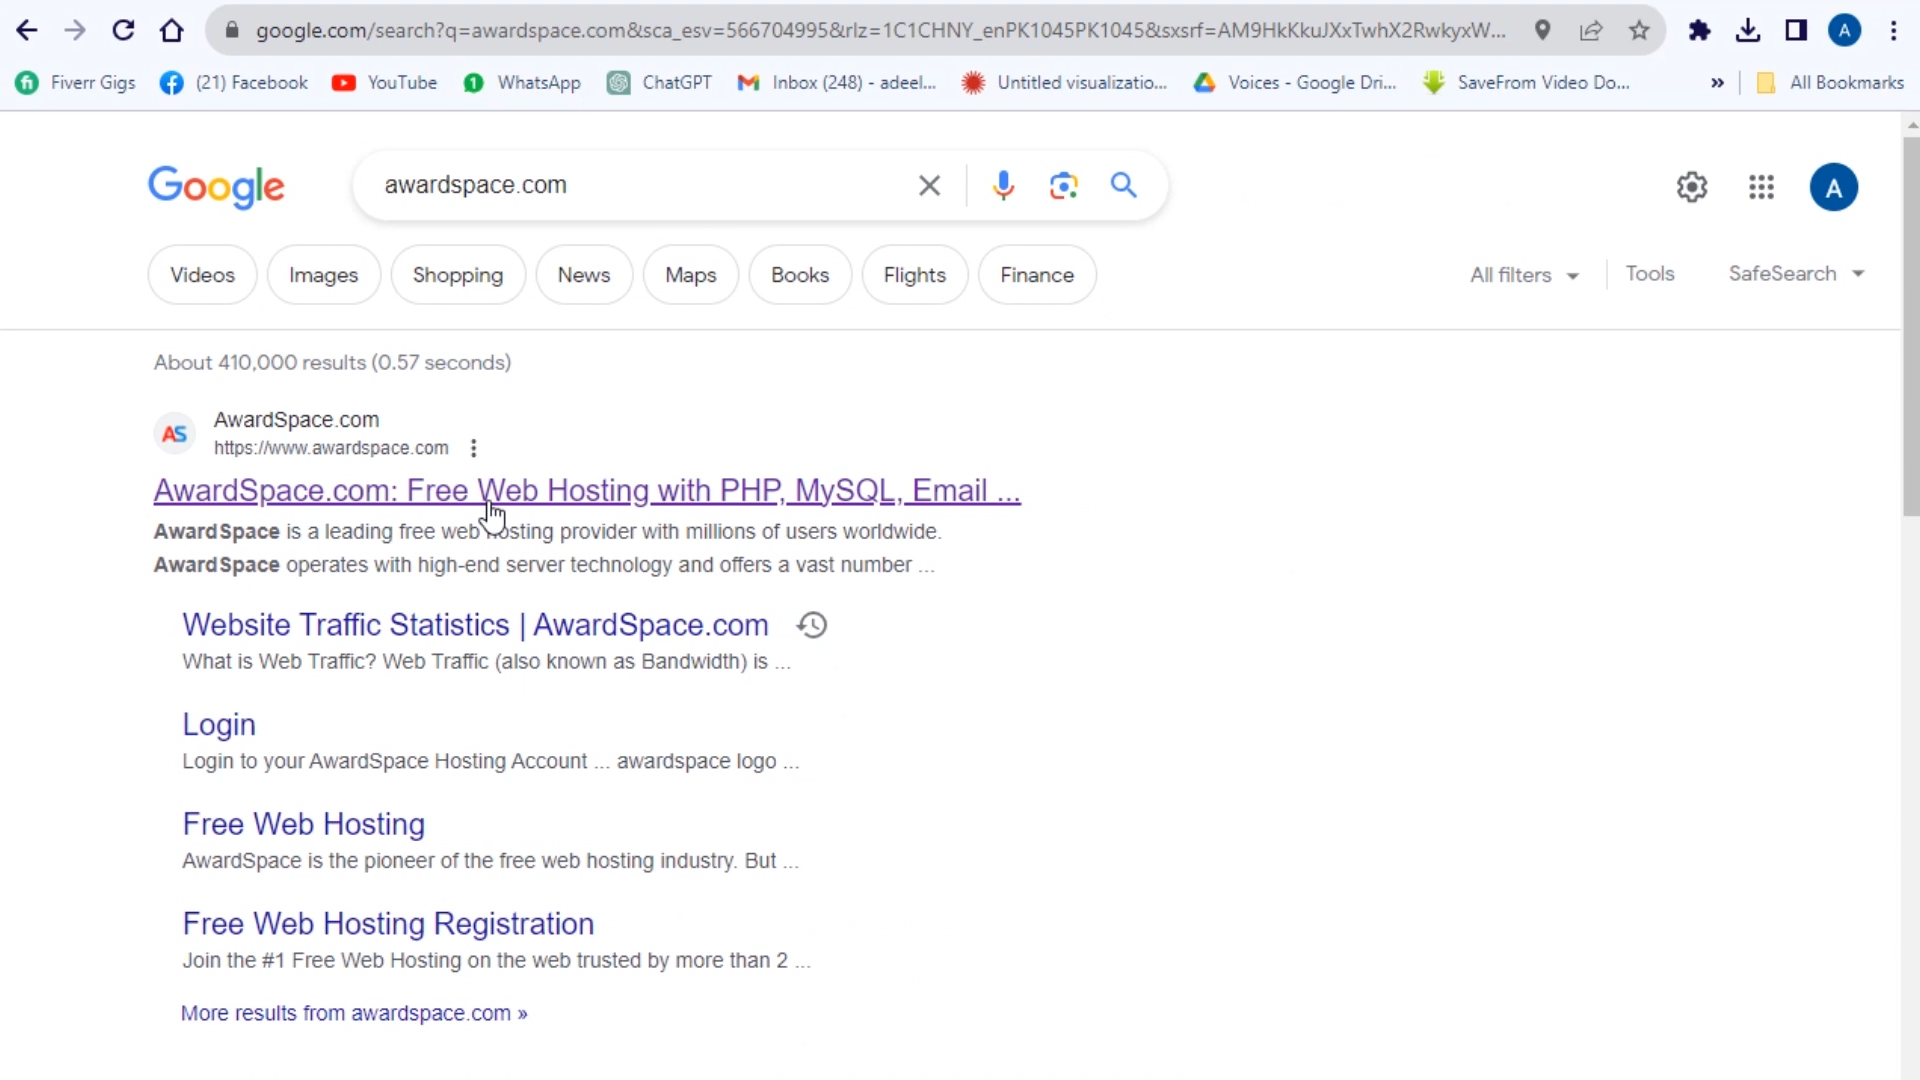 google.com/search?q=awardspace.com&sca_esv=566704995&rlz=1C1CHNY_enPK1045PK1045&sxsrf=AM9HkKkuJXxTwhX2RwkyxW...
A
Fiverr Gigs
(21) Facebook
YouTube
1
WhatsApp
ChatGPT
Inbox (248) - adeel...
Untitled visualizatio...
Voices - Google Dri...
SaveFrom Video Do...
»
All Bookmarks
Google
awardspace.com
A
Videos
Images
Shopping
News
Maps
Books
Flights
Finance
All filters
Tools
SafeSearch
About 410,000 results (0.57 seconds)
AS
AwardSpace.com
https://www.awardspace.com
AwardSpace.com: Free Web Hosting with PHP, MySQL, Email ...
AwardSpace is a leading free web hosting provider with millions of users worldwide.
AwardSpace operates with high-end server technology and offers a vast number ...
Website Traffic Statistics | AwardSpace.com
What is Web Traffic? Web Traffic (also known as Bandwidth) is ...
Login
Login to your AwardSpace Hosting Account ... awardspace logo ...
Free Web Hosting
AwardSpace is the pioneer of the free web hosting industry. But ...
Free Web Hosting Registration
Join the #1 Free Web Hosting on the web trusted by more than 2 ...
More results from awardspace.com »